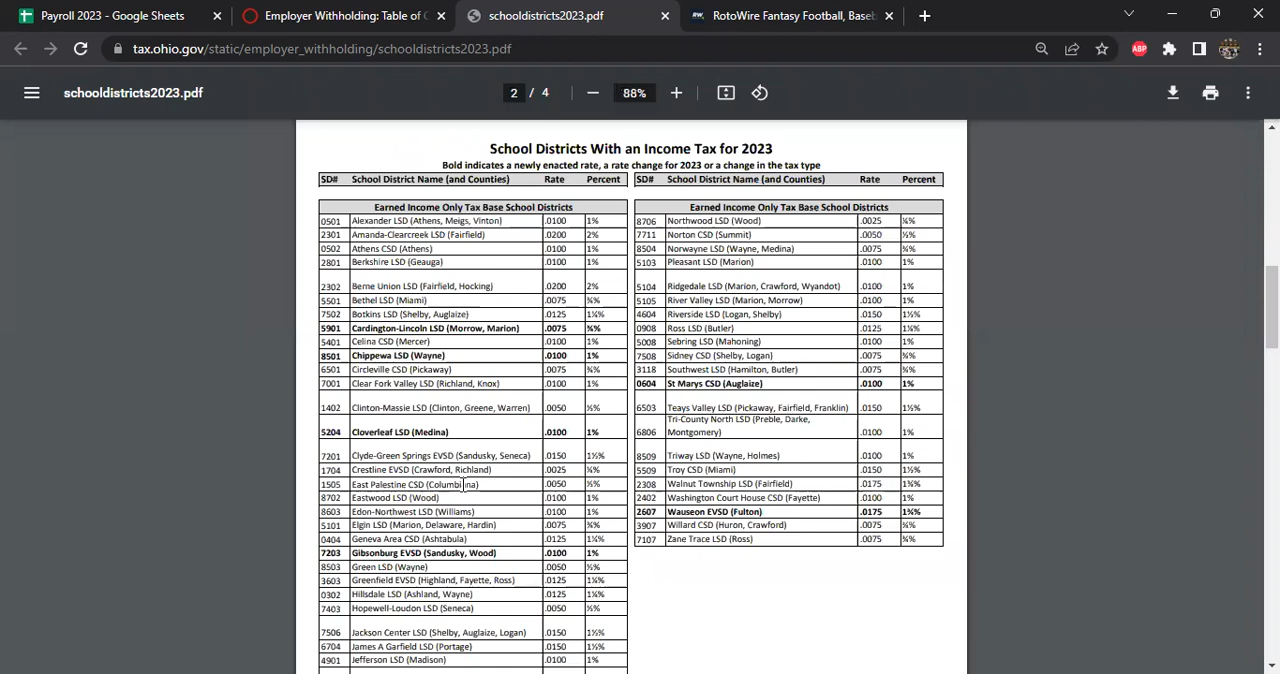 Payroll 2023 - Google Sheets
Employer Withholding: Table of C
schooldistricts2023.pdf
RotoWire Fantasy Football, Baseb
tax.ohio.gov/static/employer_withholding/schooldistricts2023.pdf
ABP
schooldistricts2023.pdf
2 / 4
88%
School Districts With an Income Tax for 2023
Bold indicates a newly enacted rate, a rate change for 2023 or a change in the tax type
SD# School District Name (and Counties) Rate Percent
Earned Income Only Tax Base School Districts
0501 Alexander LSD (Athens, Meigs, Vinton) .0100 1%
2301 Amanda-Clearcreek LSD (Fairfield) .0200 2%
0502 Athens CSD (Athens) .0100 1%
2801 Berkshire LSD (Geauga) .0100 1%
2302 Berne Union LSD (Fairfield, Hocking) .0200 2%
5501 Bethel LSD (Miami) .0075 ¾%
7502 Botkins LSD (Shelby, Auglaize) .0125 1¼%
5901 Cardington-Lincoln LSD (Morrow, Marion) .0075 ¾%
5401 Celina CSD (Mercer) .0100 1%
8501 Chippewa LSD (Wayne) .0100 1%
6501 Circleville CSD (Pickaway) .0075 ¾%
7001 Clear Fork Valley LSD (Richland, Knox) .0100 1%
1402 Clinton-Massie LSD (Clinton, Greene, Warren) .0050 ½%
5204 Cloverleaf LSD (Medina) .0100 1%
7201 Clyde-Green Springs EVSD (Sandusky, Seneca) .0150 1½%
1704 Crestline EVSD (Crawford, Richland) .0025 ¼%
1505 East Palestine CSD (Columbiana) .0050 ½%
8702 Eastwood LSD (Wood) .0100 1%
8603 Edon-Northwest LSD (Williams) .0100 1%
5101 Elgin LSD (Marion, Delaware, Hardin) .0075 ¾%
0404 Geneva Area CSD (Ashtabula) .0125 1¼%
7203 Gibsonburg EVSD (Sandusky, Wood) .0100 1%
8503 Green LSD (Wayne) .0050 ½%
3603 Greenfield EVSD (Highland, Fayette, Ross) .0125 1¼%
0302 Hillsdale LSD (Ashland, Wayne) .0125 1¼%
7403 Hopewell-Loudon LSD (Seneca) .0050 ½%
7506 Jackson Center LSD (Shelby, Auglaize, Logan) .0150 1½%
6704 James A Garfield LSD (Portage) .0150 1½%
4901 Jefferson LSD (Madison) .0100 1%
SD# School District Name (and Counties) Rate Percent
Earned Income Only Tax Base School Districts
8706 Northwood LSD (Wood) .0025 ¼%
7711 Norton CSD (Summit) .0050 ½%
8504 Norwayne LSD (Wayne, Medina) .0075 ¾%
5103 Pleasant LSD (Marion) .0100 1%
5104 Ridgedale LSD (Marion, Crawford, Wyandot) .0100 1%
5105 River Valley LSD (Marion, Morrow) .0100 1%
4604 Riverside LSD (Logan, Shelby) .0150 1½%
0908 Ross LSD (Butler) .0125 1¼%
5008 Sebring LSD (Mahoning) .0100 1%
7508 Sidney CSD (Shelby, Logan) .0075 ¾%
3118 Southwest LSD (Hamilton, Butler) .0075 ¾%
0604 St Marys CSD (Auglaize) .0100 1%
6503 Teays Valley LSD (Pickaway, Fairfield, Franklin) .0150 1½%
Tri-County North LSD (Preble, Darke,
6806 Montgomery) .0100 1%
8509 Triway LSD (Wayne, Holmes) .0100 1%
5509 Troy CSD (Miami) .0150 1½%
2308 Walnut Township LSD (Fairfield) .0175 1¾%
2402 Washington Court House CSD (Fayette) .0100 1%
2607 Wauseon EVSD (Fulton) .0175 1¾%
3907 Willard CSD (Huron, Crawford) .0075 ¾%
7107 Zane Trace LSD (Ross) .0075 ¾%